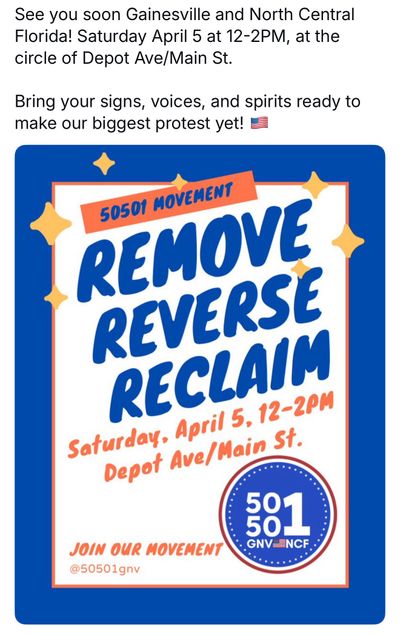 See you soon Gainesville and North Central
Florida! Saturday April 5 at 12-2PM, at the
circle of Depot Ave/Main St.
Bring your signs, voices, and spirits ready to
make our biggest protest yet! 🇺🇸
50501 MOVEMENT
REMOVE
REVERSE
RECLAIM
Saturday, April 5, 12-2PM
Depot Ave/Main St.
50
501
GNV NCF
JOIN OUR MOVEMENT
@50501gnv